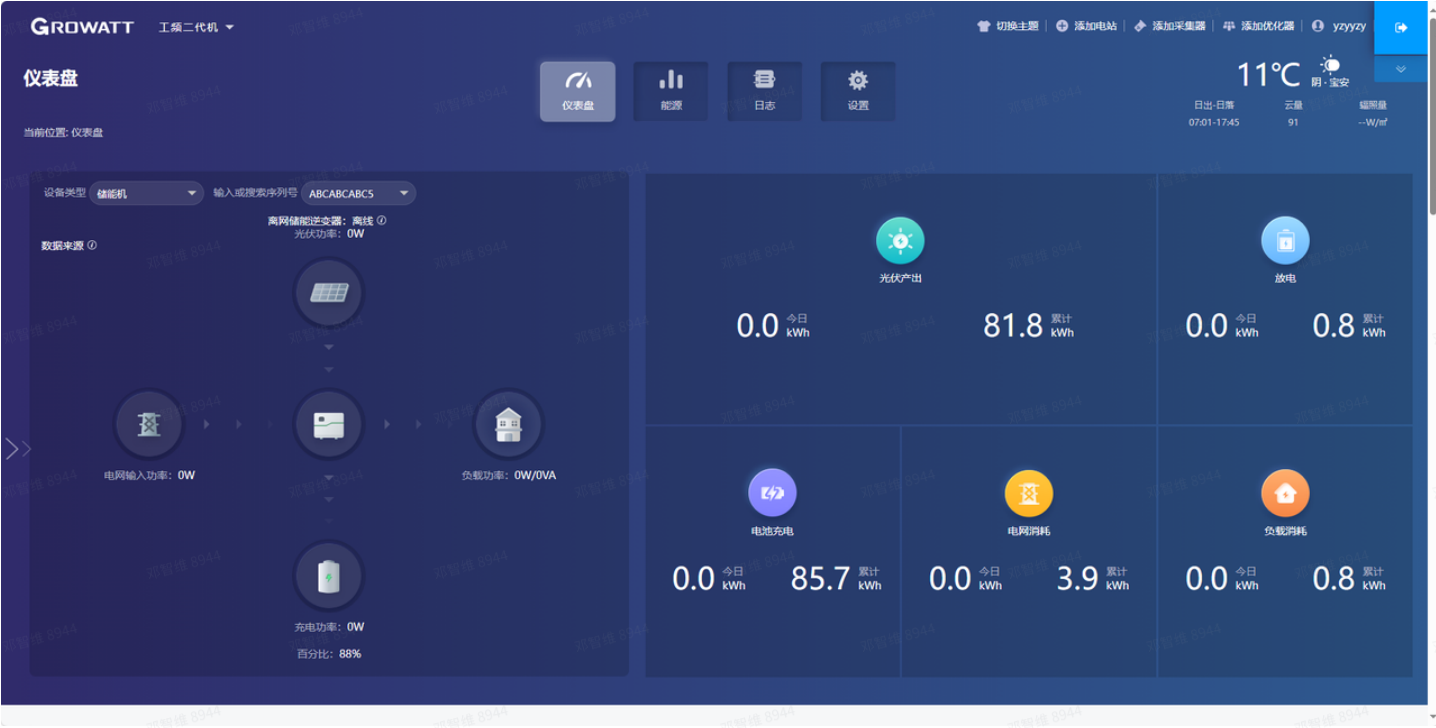 GROWATT 工频二代机 切换主题 添加电站 添加采集器 添加优化器 yzyyzy
仪表盘
仪表盘 能源 日志 设置
11℃ 阴 - 宝安
日出-日落 云量 辐照量
07:01-17:45 91 --W/㎡
当前位置: 仪表盘
设备类型 储能机 输入或搜索序列号 ABCABCABC5
离网储能逆变器：离线
光伏功率：0W
数据来源
电网输入功率：0W
负载功率：0W/0VA
充电功率：0W
百分比：88%
光伏产出
0.0 今日 kWh 81.8 累计 kWh
放电
0.0 今日 kWh 0.8 累计 kWh
电池充电
0.0 今日 kWh 85.7 累计 kWh
电网消耗
0.0 今日 kWh 3.9 累计 kWh
负载消耗
0.0 今日 kWh 0.8 累计 kWh
邓智维 8944